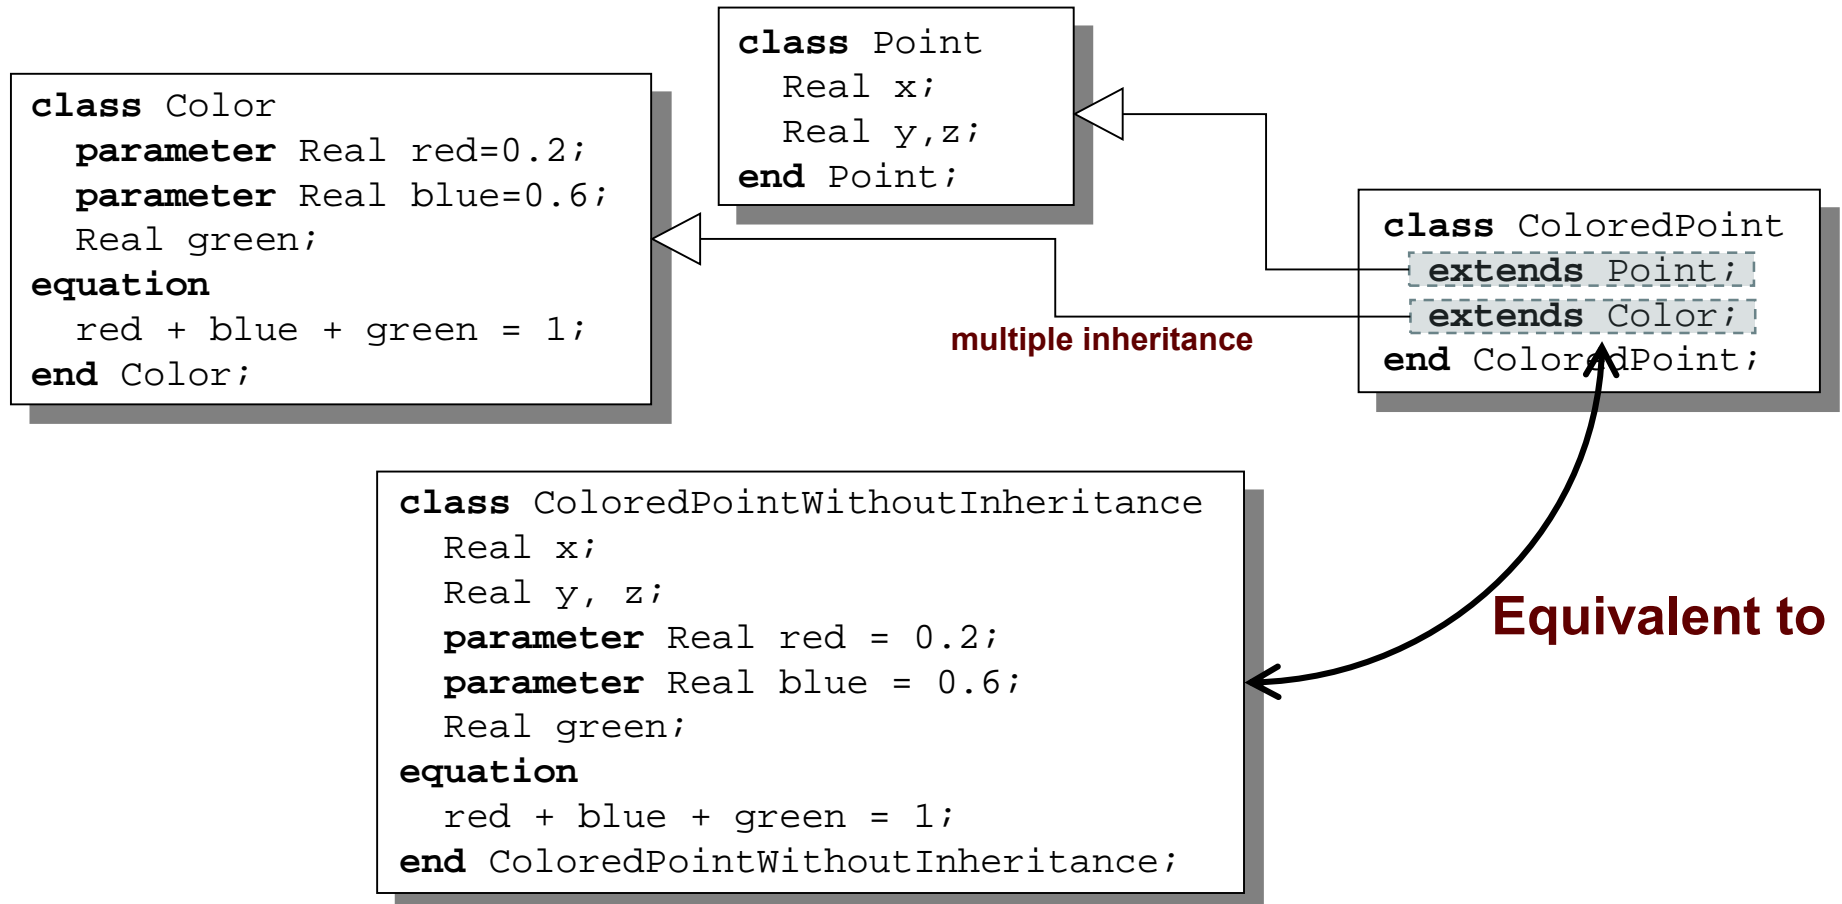 class Color
parameter Real red=0.2;
parameter Real blue=0.6;
Real green;
equation
red + blue + green = 1;
end Color;
class Point
Real x;
Real y,z;
end Point;
class ColoredPoint
extends Point;
extends Color;
end ColoredPoint;
multiple inheritance
class ColoredPointWithoutInheritance
Real x;
Real y, z;
parameter Real red = 0.2;
parameter Real blue = 0.6;
Real green;
equation
red + blue + green = 1;
end ColoredPointWithoutInheritance;
Equivalent to